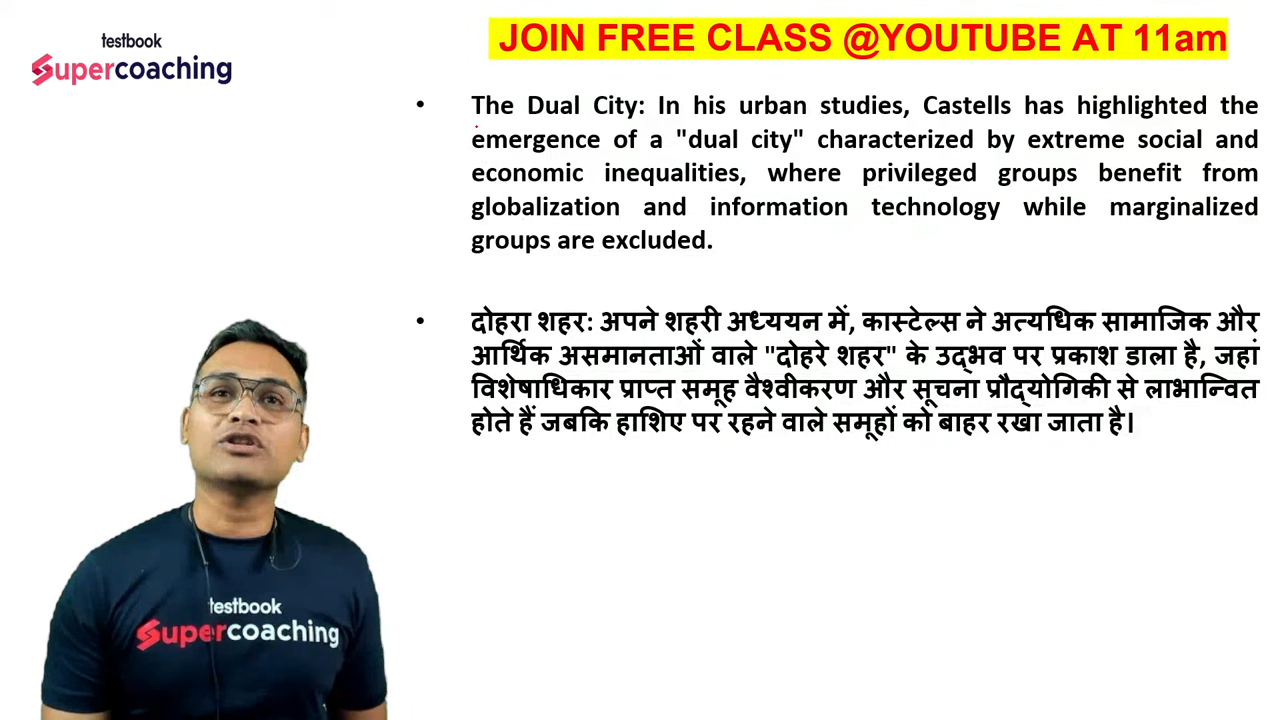 testbook
Supercoaching
JOIN FREE CLASS @YOUTUBE AT 11am
• The Dual City: In his urban studies, Castells has highlighted the
emergence of a "dual city" characterized by extreme social and
economic inequalities, where privileged groups benefit from
globalization and information technology while marginalized
groups are excluded.
• दोहरा शहर: अपने शहरी अध्ययन में, कास्टेल्स ने अत्यधिक सामाजिक और
आर्थिक असमानताओं वाले "दोहरे शहर" के उद्भव पर प्रकाश डाला है, जहां
विशेषाधिकार प्राप्त समूह वैश्वीकरण और सूचना प्रौद्योगिकी से लाभान्वित
होते हैं जबकि हाशिए पर रहने वाले समूहों को बाहर रखा जाता है।
testbook
Supercoaching